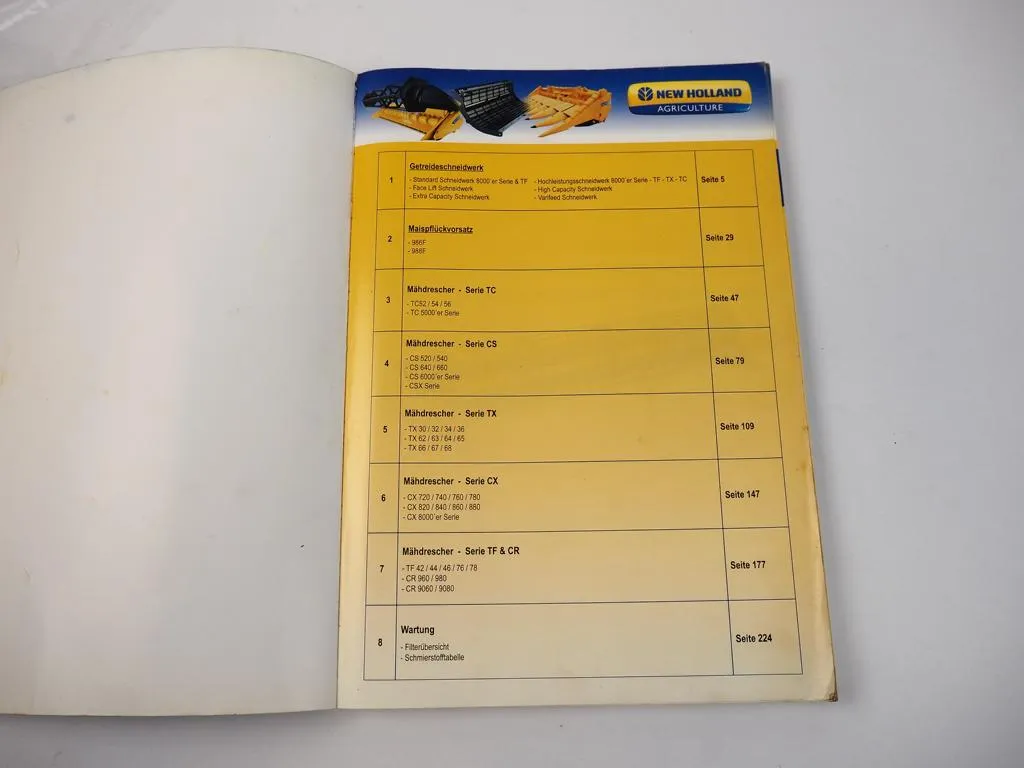 NEW HOLLAND
AGRICULTURE
1
Getreideschneidwerk
- Standard Schneidwerk 8000´er Serie & TF - Hochleistungsschneidwerk 8000´er Serie - TF - TX - TC
- Face Lift Schneidwerk - High Capacity Schneidwerk
- Extra Capacity Schneidwerk - Varifeed Schneidwerk
Seite 5
2
Maispflückvorsatz
- 986F
- 988F
Seite 29
3
Mähdrescher - Serie TC
- TC52 / 54 / 56
- TC 5000´er Serie
Seite 47
4
Mähdrescher - Serie CS
- CS 520 / 540
- CS 640 / 660
- CS 6000´er Serie
- CSX Serie
Seite 79
5
Mähdrescher - Serie TX
- TX 30 / 32 / 34 / 36
- TX 62 / 63 / 64 / 65
- TX 66 / 67 / 68
Seite 109
6
Mähdrescher - Serie CX
- CX 720 / 740 / 760 / 780
- CX 820 / 840 / 860 / 880
- CX 8000´er Serie
Seite 147
7
Mähdrescher - Serie TF & CR
- TF 42 / 44 / 46 / 76 / 78
- CR 960 / 980
- CR 9060 / 9080
Seite 177
8
Wartung
- Filterübersicht
- Schmierstofftabelle
Seite 224